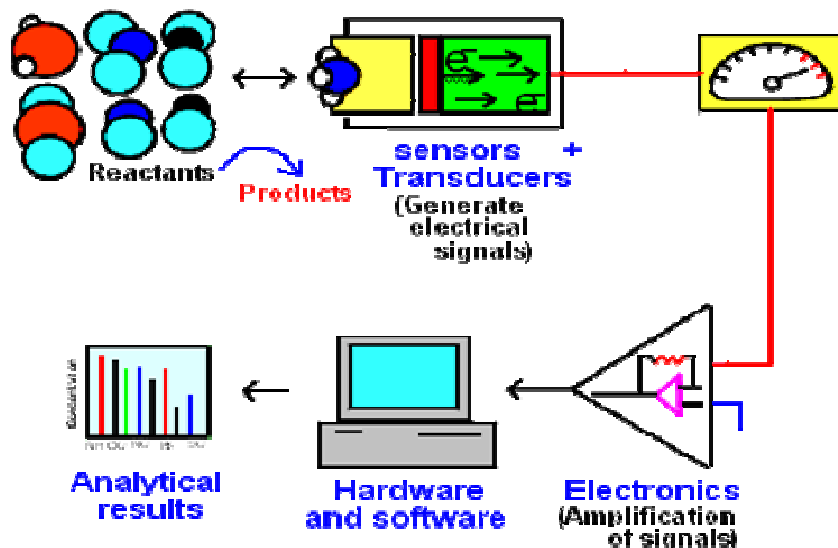 Reactants
Products
e
e
sensors +
Transducers
(Generate
electrical
signals)
Analytical
results
Hardware
and software
Electronics
(Amplification
of signals)